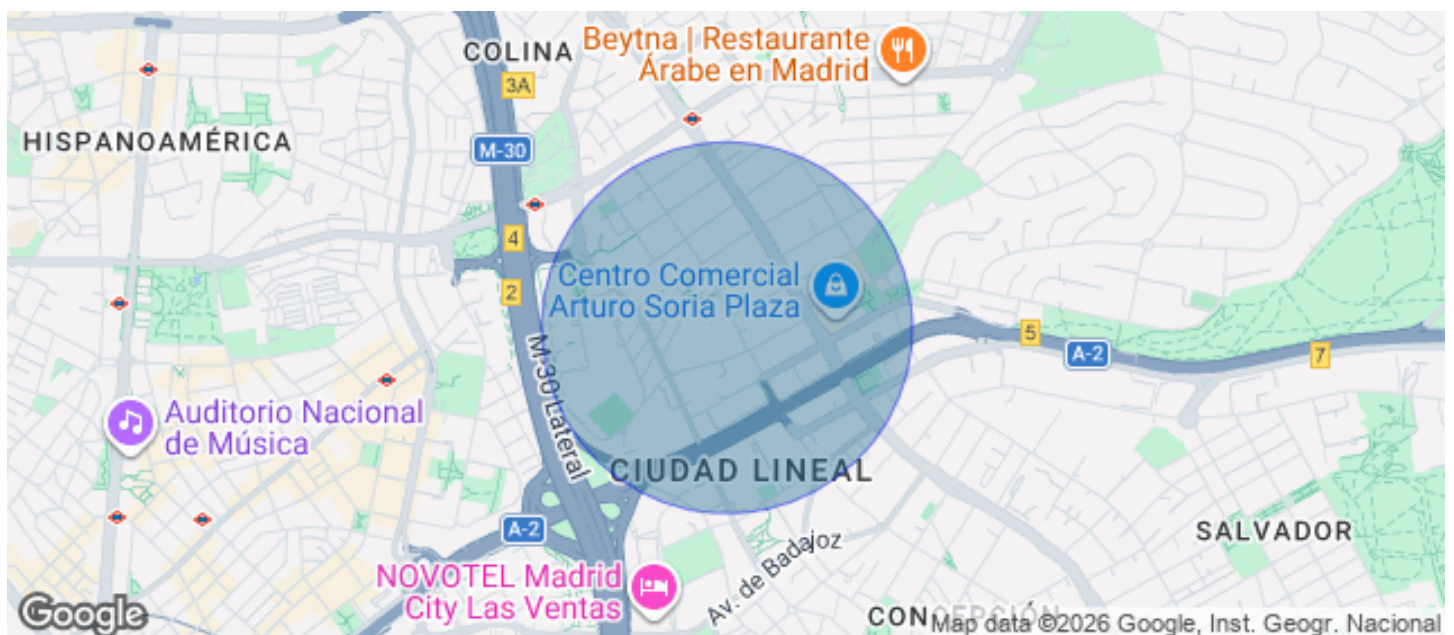 COLINA
Beytna | Restaurante
Árabe en Madrid
3A
HISPANOAMÉRICA
M-30
4
2
Centro Comercial
Arturo Soria Plaza
5
A-2
7
M-30 Lateral
Auditorio Nacional
de Música
CIUDAD LINEAL
A-2
SALVADOR
Av. de Badajoz
NOVOTEL Madrid
City Las Ventas
CONCEPCIÓN
Google
Map data ©2026 Google, Inst. Geogr. Nacional